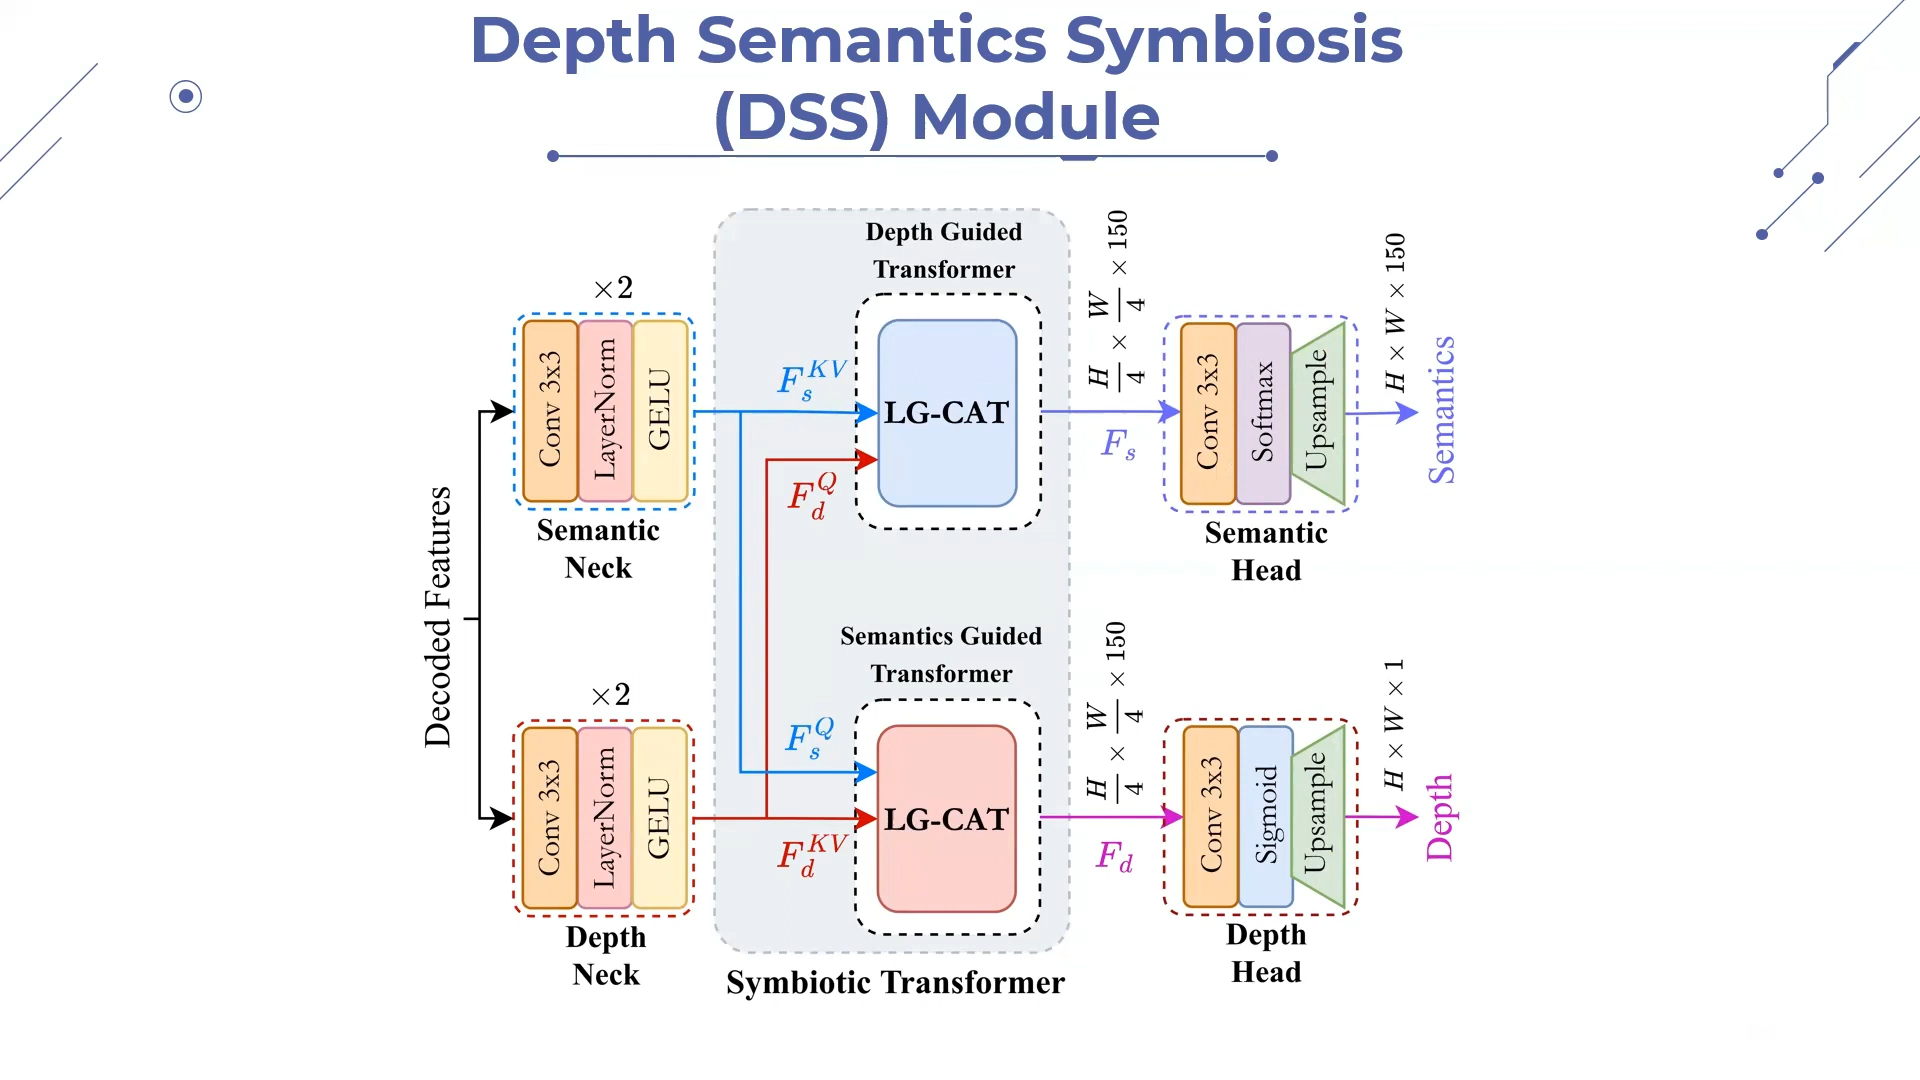 Depth Semantics Symbiosis
(DSS) Module
Decoded Features
×2
Conv 3x3
LayerNorm
GELU
Semantic
Neck
×2
Conv 3x3
LayerNorm
GELU
Depth
Neck
Depth Guided
Transformer
F_s^{KV}
F_d^Q
LG-CAT
Semantics Guided
Transformer
F_s^Q
F_d^{KV}
LG-CAT
Symbiotic Transformer
H/4 × W/4 × 150
F_s
Conv 3x3
Softmax
Upsample
Semantic
Head
H × W × 150
Semantics
H/4 × W/4 × 150
F_d
Conv 3x3
Sigmoid
Upsample
Depth
Head
H × W × 1
Depth